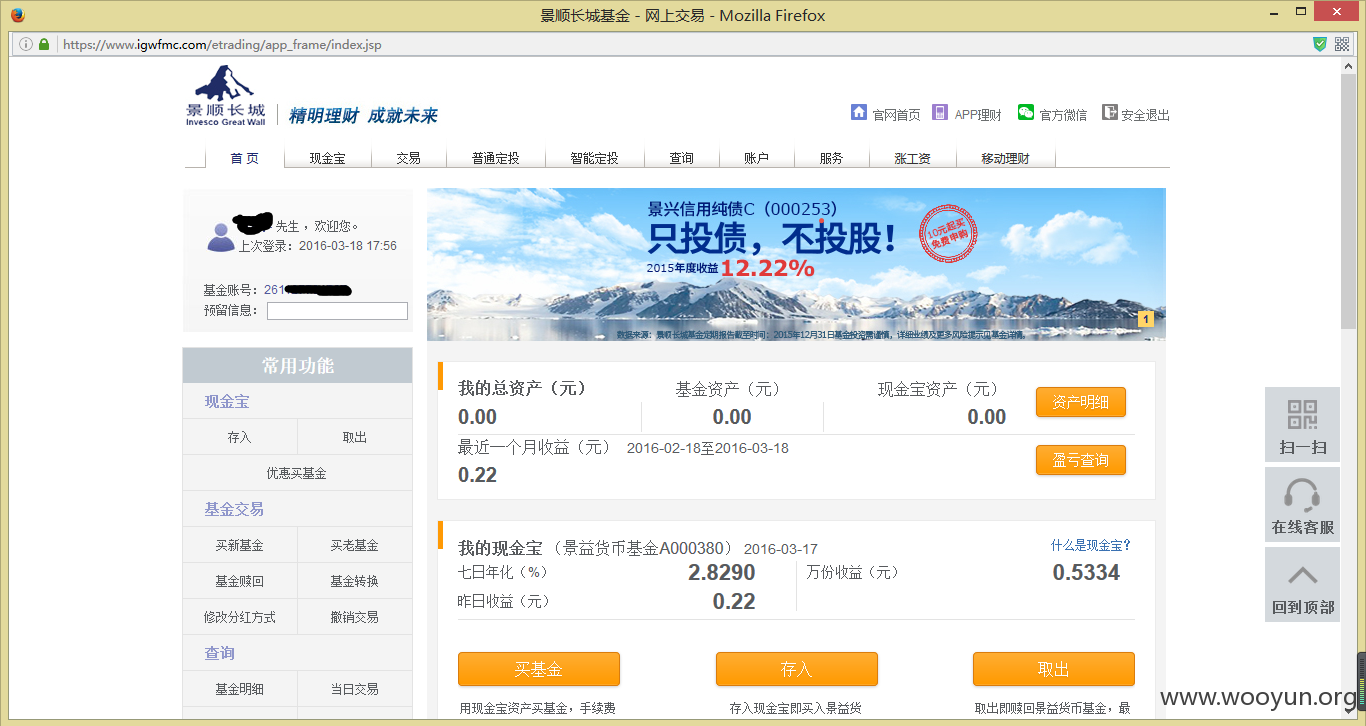 景顺长城基金 - 网上交易 - Mozilla Firefox
https://www.igwfmc.com/etrading/app_frame/index.jsp
景顺长城
Invesco Great Wall
精明理财 成就未来
官网首页 APP理财 官方微信 安全退出
首页 现金宝 交易 普通定投 智能定投 查询 账户 服务 涨工资 移动理财
先生，欢迎您。
上次登录：2016-03-18 17:56
基金账号：261
预留信息：
景兴信用纯债C（000253）
只投债，不投股！
10元起买
免费申购
2015年度收益12.22%
数据来源：景顺长城基金定期报告截至时间：2015年12月31日基金投资需谨慎，详细业绩及更多风险提示见基金详情。
1
常用功能
现金宝
存入 取出
优惠买基金
基金交易
买新基金 买老基金
基金赎回 基金转换
修改分红方式 撤销交易
查询
基金明细 当日交易
我的总资产（元） 基金资产（元） 现金宝资产（元）
0.00 0.00 0.00
资产明细
最近一个月收益（元） 2016-02-18至2016-03-18
0.22
盈亏查询
我的现金宝（景益货币基金A000380） 2016-03-17 什么是现金宝？
七日年化（%） 2.8290 万份收益（元） 0.5334
昨日收益（元） 0.22
买基金 存入 取出
用现金宝资产买基金，手续费 存入现金宝即买入景益货 取出即赎回景益货币基金，最
扫一扫
在线客服
回到顶部
www.wooyun.org